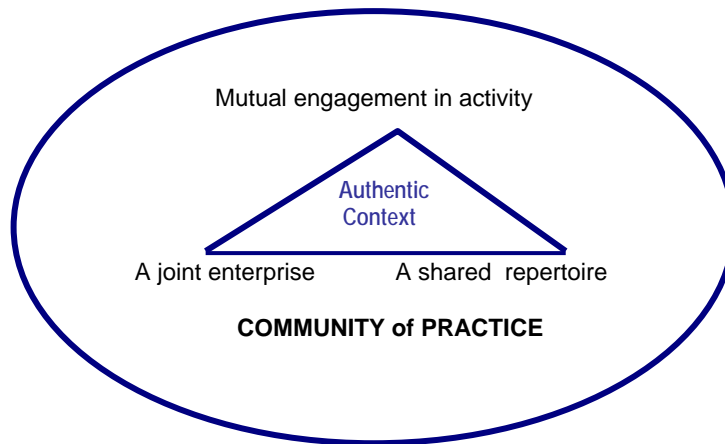 Mutual engagement in activity
Authentic
Context
A joint enterprise A shared repertoire
COMMUNITY of PRACTICE